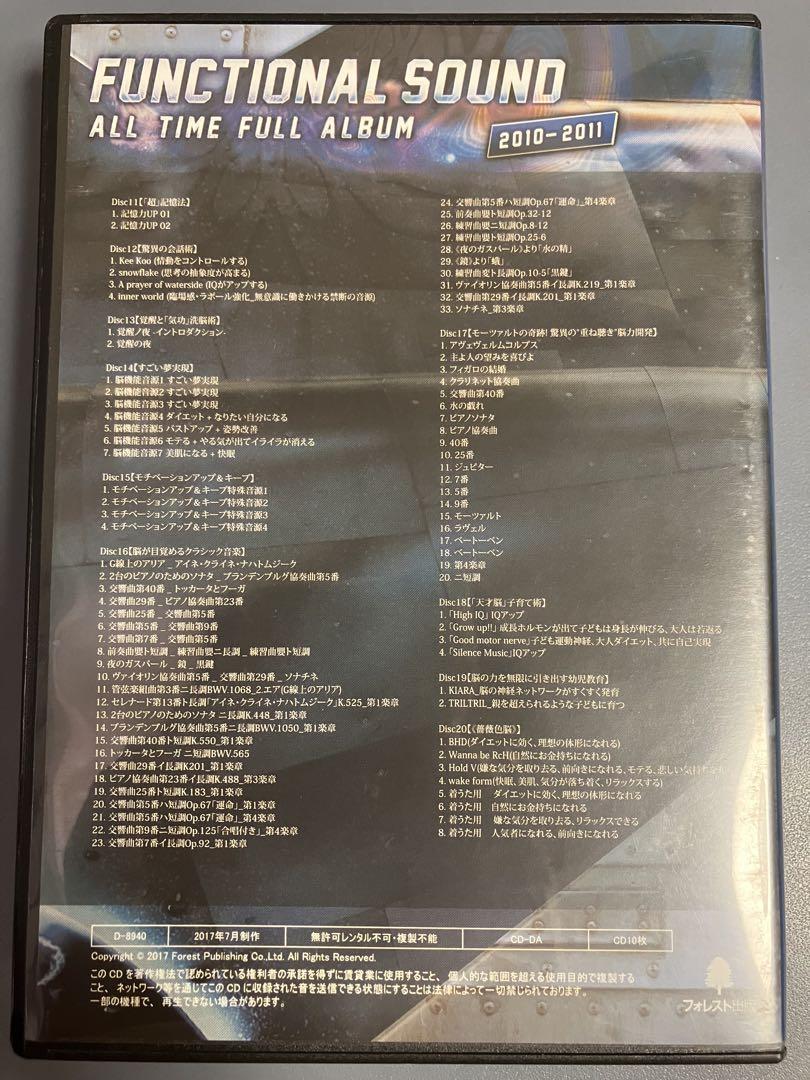 FUNCTIONAL SOUND
ALL TIME FULL ALBUM
2010-2011
Disc11【「超」記憶法】
1. 記憶力UP 01
2. 記憶力UP 02
Disc12【驚異の会話術】
1. Kee Koo (情動をコントロールする)
2. snowflake (思考の抽象度が高まる)
3. A prayer of waterside (IQがアップする)
4. inner world (臨場感・ラポール強化_無意識に働きかける禁断の音源)
Disc13【覚醒と「気功」洗脳術】
1. 覚醒ノ夜 -イントロダクション-
2. 覚醒の夜
Disc14【すごい夢実現】
1. 脳機能音源1 すごい夢実現
2. 脳機能音源2 すごい夢実現
3. 脳機能音源3 すごい夢実現
4. 脳機能音源4 ダイエット + なりたい自分になる
5. 脳機能音源5 バストアップ + 姿勢改善
6. 脳機能音源6 モテる + やる気が出てイライラが消える
7. 脳機能音源7 美肌になる + 快眠
Disc15【モチベーションアップ&キープ】
1. モチベーションアップ&キープ特殊音源1
2. モチベーションアップ&キープ特殊音源2
3. モチベーションアップ&キープ特殊音源3
4. モチベーションアップ&キープ特殊音源4
Disc16【脳が目覚めるクラシック音楽】
1. G線上のアリア _ アイネ・クライネ・ナハトムジーク
2. 2台のピアノのためのソナタ _ ブランデンブルグ協奏曲第5番
3. 交響曲第40番 _ トッカータとフーガ
4. 交響曲29番 _ ピアノ協奏曲第23番
5. 交響曲25番 _ 交響曲第5番
6. 交響曲第5番 _ 交響曲第9番
7. 交響曲第7番 _ 交響曲第5番
8. 前奏曲嬰ト短調 _ 練習曲嬰ニ長調 _ 練習曲嬰ト短調
9. 夜のガスパール _ 鏡 _ 黒鍵
10. ヴァイオリン協奏曲第5番 _ 交響曲第29番 _ ソナチネ
11. 管弦楽組曲第3番ニ長調BWV.1068_2.エア(G線上のアリア)
12. セレナード第13番ト長調「アイネ・クライネ・ナハトムジーク」K.525_第1楽章
13. 2台のピアノのためのソナタ ニ長調K.448_第1楽章
14. ブランデンブルグ協奏曲第5番ニ長調BWV.1050_第1楽章
15. 交響曲第40番ト短調K.550_第1楽章
16. トッカータとフーガ ニ短調BWV.565
17. 交響曲第29番イ長調K201_第1楽章
18. ピアノ協奏曲第23番イ長調K.488_第3楽章
19. 交響曲第25番ト短調K.183_第1楽章
20. 交響曲第5番ハ短調Op.67「運命」_第1楽章
21. 交響曲第5番ハ短調Op.67「運命」_第4楽章
22. 交響曲第9番ニ短調Op.125「合唱付き」_第4楽章
23. 交響曲第7番イ長調Op.92_第1楽章
24. 交響曲第5番ハ短調Op.67「運命」_第4楽章
25. 前奏曲嬰ト短調Op.32-12
26. 練習曲嬰ニ短調Op.8-12
27. 練習曲嬰ト短調Op.25-6
28. 《夜のガスパール》より「水の精」
29. 《鏡》より「蛾」
30. 練習曲変ト長調Op.10-5「黒鍵」
31. ヴァイオリン協奏曲第5番イ長調K.219_第1楽章
32. 交響曲第29番イ長調K.201_第1楽章
33. ソナチネ_第3楽章
Disc17【モーツァルトの奇跡! 驚異の"重ね聴き"脳力開発】
1. アヴェヴェルムコルプス
2. 主よ人の望みを喜びよ
3. フィガロの結婚
4. クラリネット協奏曲
5. 交響曲第40番
6. 水の戯れ
7. ピアノソナタ
8. ピアノ協奏曲
9. 40番
10. 25番
11. ジュピター
12. 7番
13. 5番
14. 9番
15. モーツァルト
16. ラヴェル
17. ベートーベン
18. ベートーベン
19. 第4楽章
20. ニ短調
Disc18【「天才脳」子育て術】
1. 「High IQ」 IQアップ
2. 「Grow up!!」 成長ホルモンが出て子どもは身長が伸びる、大人は若返る
3. 「Good motor nerve」子ども運動神経、大人ダイエット、共に自己実現
4. 「Silence Music」IQアップ
Disc19【脳の力を無限に引き出す幼児教育】
1. KIARA_脳の神経ネットワークがすくすく発育
2. TRILTRIL_親を超えられるような子どもに育つ
Disc20【《薔薇色脳》】
1. BHD(ダイエットに効く、理想の体形になれる)
2. Wanna be RcH(自然にお金持ちになれる)
3. Hold V(嫌な気分を取り去る、前向きになれる、モテる、悲しい気持ちを
4. wake form(快眠、美肌、気分が落ち着く、リラックスする)
5. 着うた用 ダイエットに効く、理想の体形になれる
6. 着うた用 自然にお金持ちになれる
7. 着うた用 嫌な気分を取り去る、リラックスできる
8. 着うた用 人気者になれる、前向きになれる
D-8940 2017年7月制作 無許可レンタル不可・複製不能 CD-DA CD10枚
Copyright © 2017 Forest Publishing Co.,Ltd. All Rights Reserved.
このCDを著作権法で認められている権利者の承諾を得ずに賃貸業に使用すること、個人的な範囲を超える使用目的で複製する
こと、ネットワーク等を通じてこのCDに収録された音を送信できる状態にすることは法律によって一切禁じられております。
一部の機種で、再生できない場合があります。
フォレスト出版